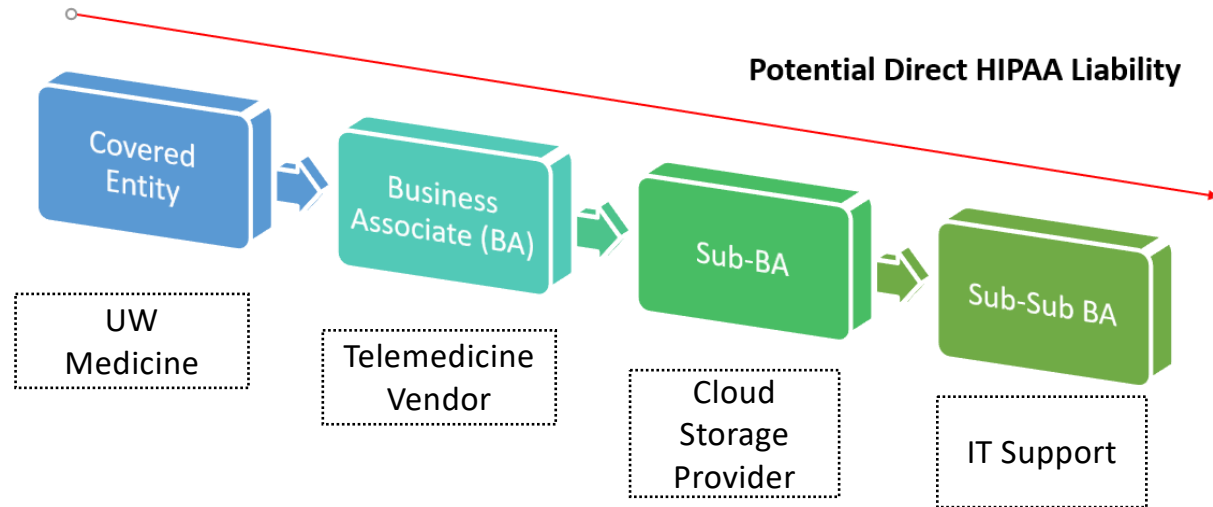 Potential Direct HIPAA Liability
Covered
Entity
Business
Associate (BA)
Sub-BA
Sub-Sub BA
UW
Medicine
Telemedicine
Vendor
Cloud
Storage
Provider
IT Support